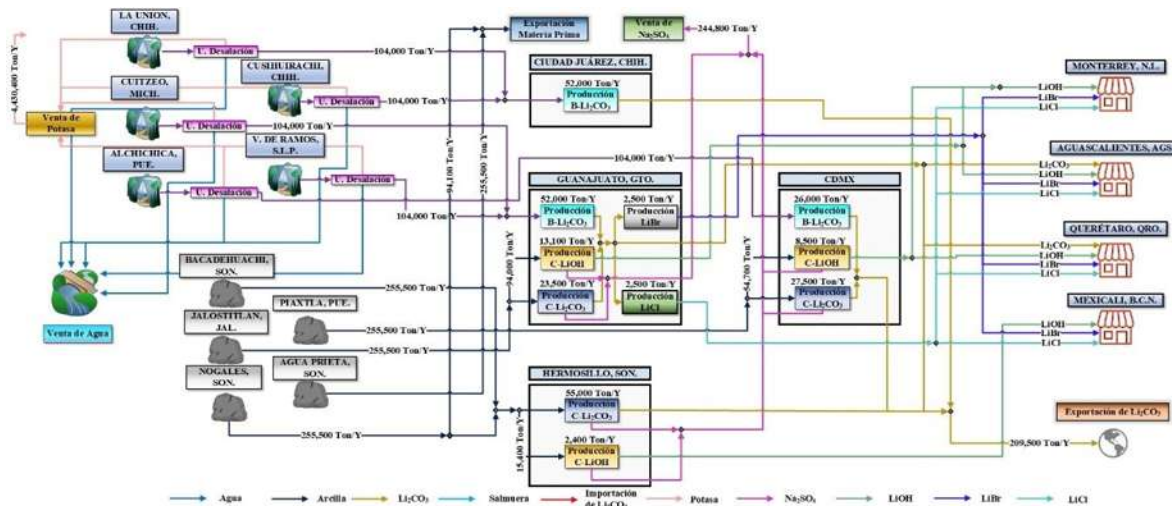 LA UNION,
CHIH.
U. Desalación
104,000 Ton/Y
CUSIHUIRACHI,
CHIH.
U. Desalación
104,000 Ton/Y
CUITZEO,
MICH.
U. Desalación
104,000 Ton/Y
4,430,400 Ton/Y
Venta de
Potasa
V. DE RAMOS,
S.L.P.
U. Desalación
104,000 Ton/Y
ALCHICHICA,
PUE.
U. Desalación
104,000 Ton/Y
Venta de Agua
BACADEHUACHI,
SON.
255,500 Ton/Y
PIAXTLA, PUE.
255,500 Ton/Y
JALOSTITLAN,
JAL.
255,500 Ton/Y
NOGALES,
SON.
255,500 Ton/Y
AGUA PRIETA,
SON.
94,100 Ton/Y
255,500 Ton/Y
Exportación
Materia Prima
Venta de
Na₂SO₄
244,800 Ton/Y
CIUDAD JUÁREZ, CHIH.
52,000 Ton/Y
Producción
B-Li₂CO₃
GUANAJUATO, GTO.
52,000 Ton/Y
Producción
B-Li₂CO₃
2,500 Ton/Y
Producción
LiBr
13,100 Ton/Y
Producción
C-LiOH
94,000 Ton/Y
23,500 Ton/Y
Producción
C-Li₂CO₃
2,500 Ton/Y
Producción
LiCl
CDMX
26,000 Ton/Y
Producción
B-Li₂CO₃
8,500 Ton/Y
Producción
C-LiOH
54,700 Ton/Y
27,500 Ton/Y
Producción
C-Li₂CO₃
HERMOSILLO, SON.
55,000 Ton/Y
Producción
C-Li₂CO₃
15,400 Ton/Y
2,400 Ton/Y
Producción
C-LiOH
MONTERREY, N.L.
LiOH
LiBr
LiCl
AGUASCALIENTES, AGS.
Li₂CO₃
LiOH
LiBr
LiCl
QUERÉTARO, QRO.
Li₂CO₃
LiOH
LiBr
LiCl
MEXICALI, B.C.N.
LiOH
LiBr
LiCl
Exportación de Li₂CO₃
209,500 Ton/Y
Agua
Arcilla
Li₂CO₃
Salmuera
Importación
de Li₂CO₃
Potasa
Na₂SO₄
LiOH
LiBr
LiCl